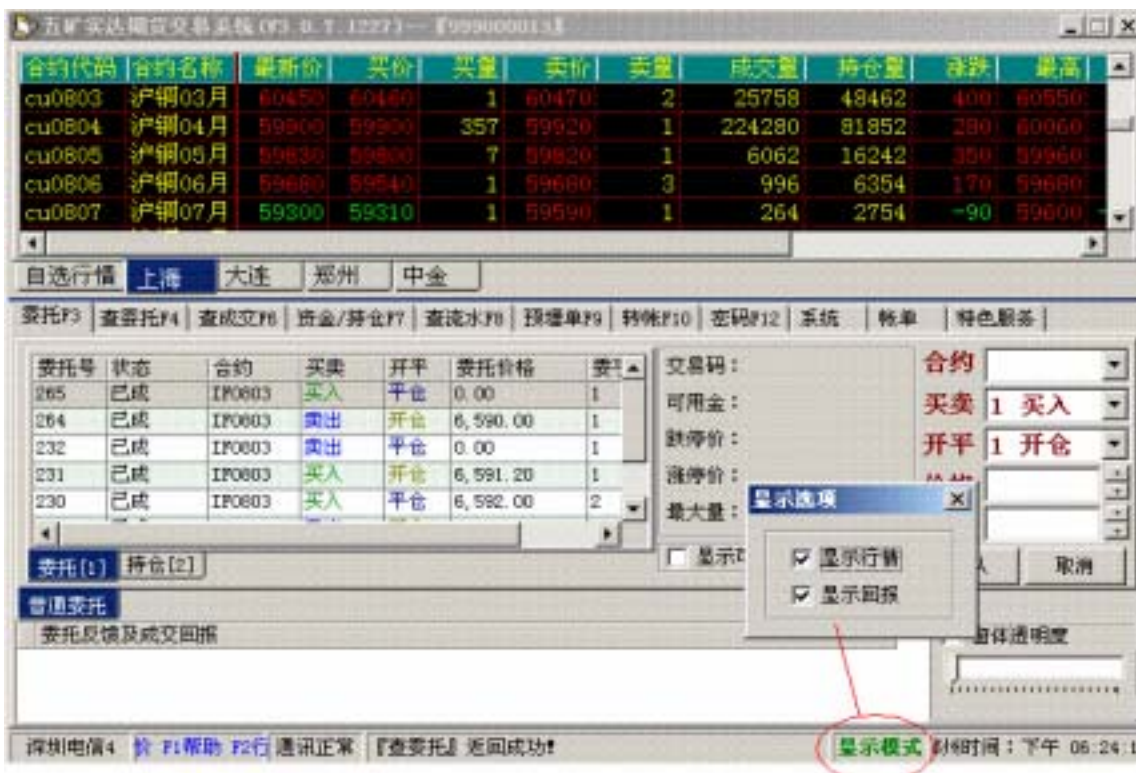 五矿实达期货交易系统(V3.0.7.1227)--『999000013』
合约代码 合约名称 最新价 买价 买量 卖价 卖量 成交量 持仓量 涨跌 最高
cu0803 沪铜03月 60450 60460 1 60470 2 25758 48462 400 60550
cu0804 沪铜04月 59900 59900 357 59920 1 224280 81852 280 60060
cu0805 沪铜05月 59830 59800 7 59820 1 6062 16242 350 59960
cu0806 沪铜06月 59680 59540 1 59680 3 996 6354 170 59680
cu0807 沪铜07月 59300 59310 1 59590 1 264 2754 -90 59600
自选行情 上海 大连 郑州 中金
委托F3 查委托F4 查成交F6 资金/持仓F7 查流水F8 预埋单F9 转帐F10 密码F12 系统 帐单 特色服务
委托号 状态 合约 买卖 开平 委托价格
265 已成 IF0803 买入 平仓 0.00 1
264 已成 IF0803 卖出 开仓 6,590.00 1
232 已成 IF0803 卖出 平仓 0.00 1
231 已成 IF0803 买入 开仓 6,591.20 1
230 已成 IF0803 买入 平仓 6,592.00 2
委托[1] 持仓[2]
交易码：
可用金：
跌停价：
涨停价：
最大量：
显示
合约
买卖 1 买入
开平 1 开仓
取消
显示选项
显示行情
显示回报
普通委托
委托反馈及成交回报
窗体透明度
深圳电信4 价 F1帮助 F2行 通讯正常 『查委托』返回成功! 显示模式 时间：下午 06:24:1